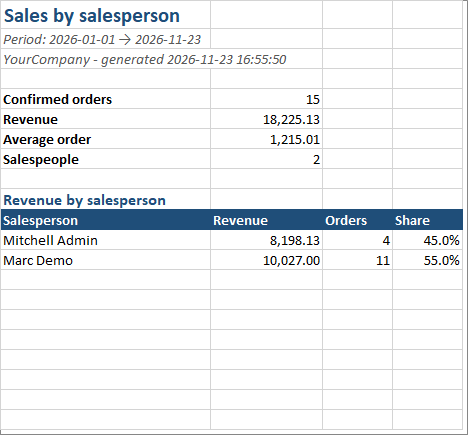 Sales by salesperson
Period: 2026-01-01 → 2026-11-23
YourCompany - generated 2026-11-23 16:55:50
Confirmed orders 15
Revenue 18,225.13
Average order 1,215.01
Salespeople 2
Revenue by salesperson
Salesperson Revenue Orders Share
Mitchell Admin 8,198.13 4 45.0%
Marc Demo 10,027.00 11 55.0%